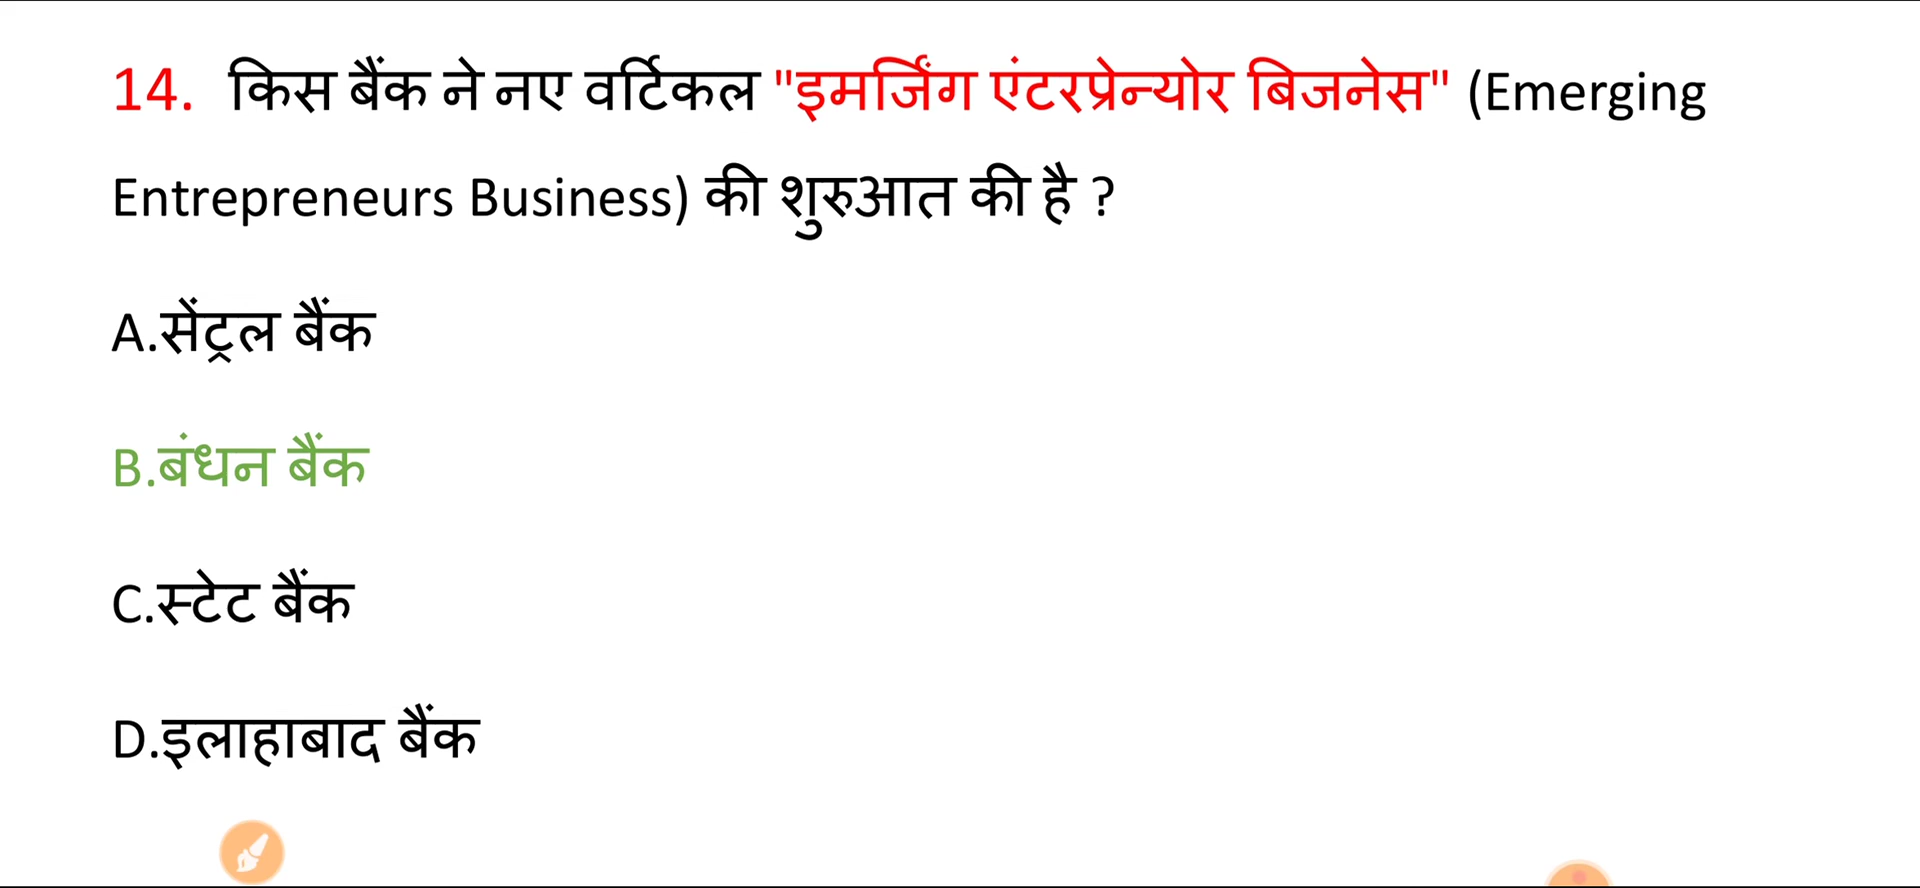 14. किस बैंक ने नए वर्टिकल "इमर्जिंग एंटरप्रेन्योर बिजनेस" (Emerging
Entrepreneurs Business) की शुरुआत की है ?
A.सेंट्रल बैंक
B.बंधन बैंक
C.स्टेट बैंक
D.इलाहाबाद बैंक